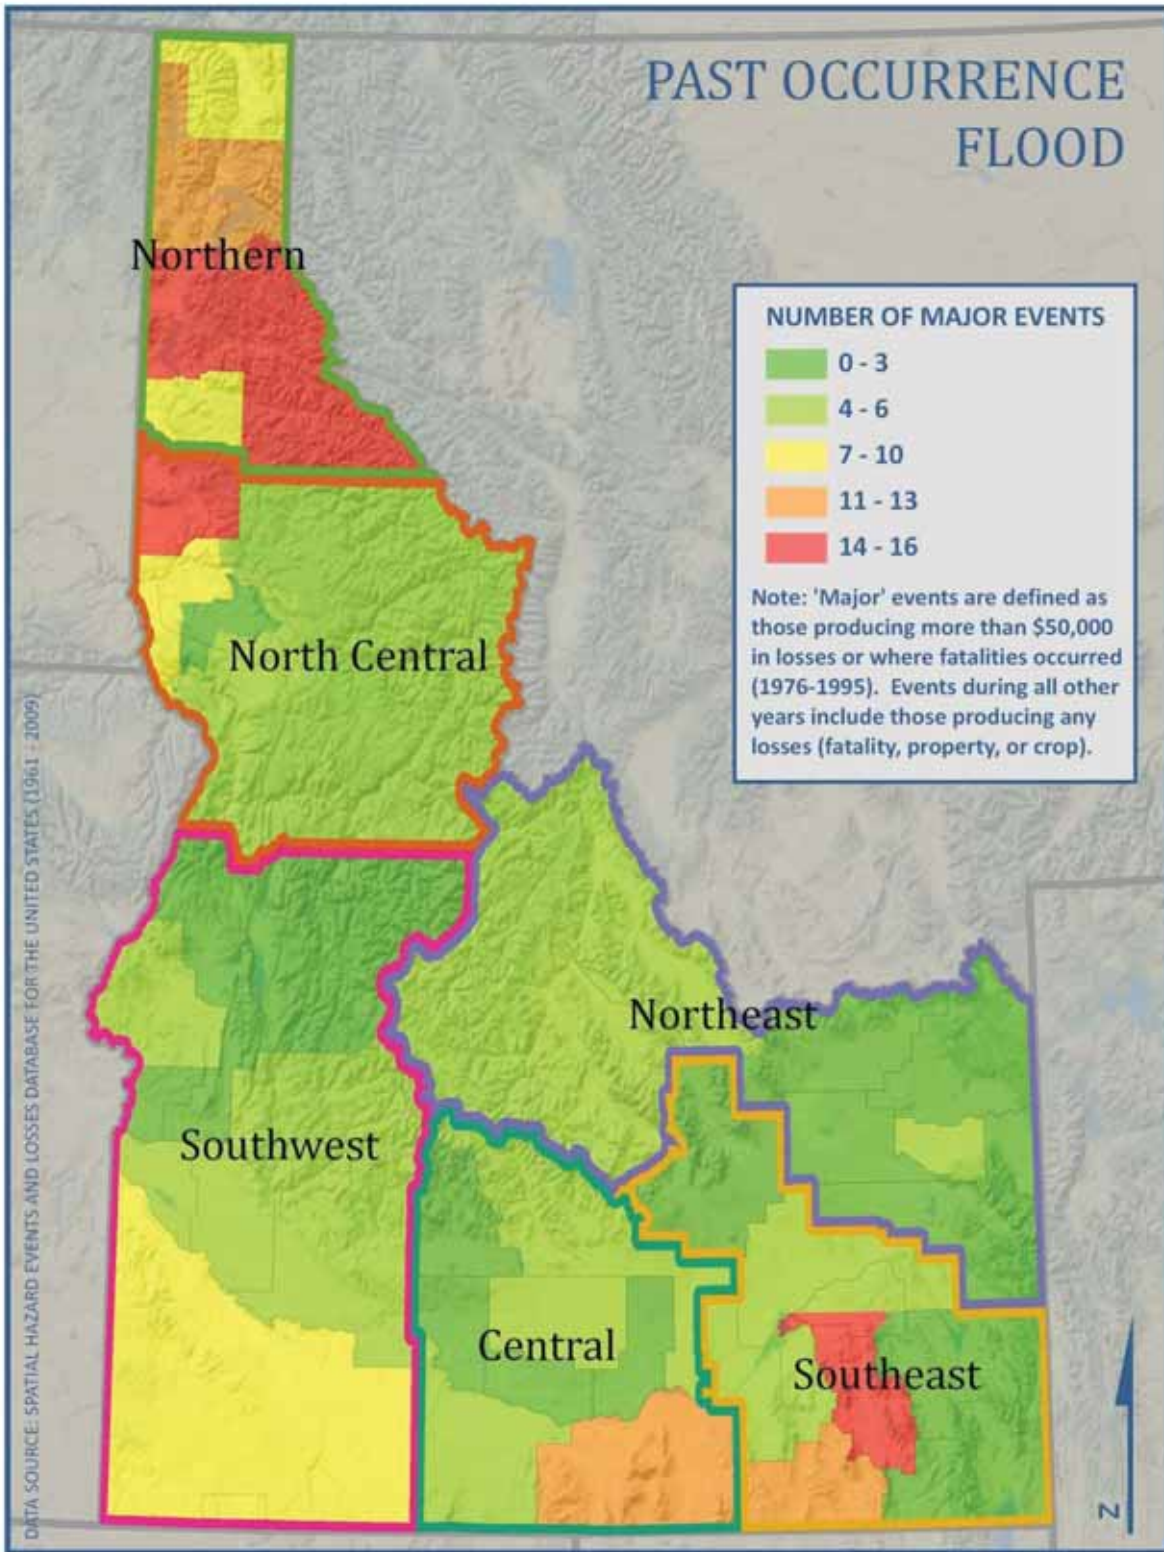 PAST OCCURRENCE
FLOOD
Northern
NUMBER OF MAJOR EVENTS
0 - 3
4 - 6
7 - 10
11 - 13
14 - 16
Note: 'Major' events are defined as
those producing more than $50,000
in losses or where fatalities occurred
(1976-1995). Events during all other
years include those producing any
losses (fatality, property, or crop).
North Central
Northeast
Southwest
Central
Southeast
DATA SOURCE: SPATIAL HAZARD EVENTS AND LOSSES DATABASE FOR THE UNITED STATES (1961 - 2009)
N